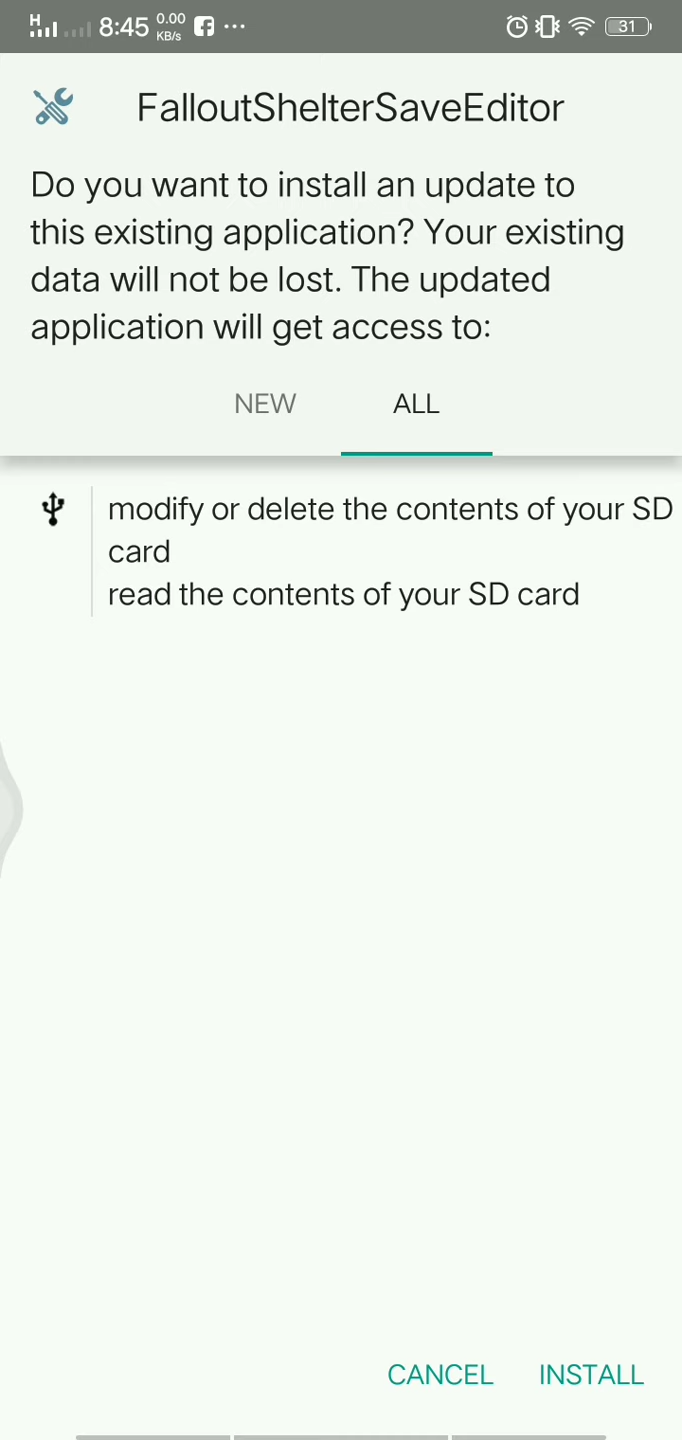 H 8:45 0.00 KB/s 31
FalloutShelterSaveEditor
Do you want to install an update to
this existing application? Your existing
data will not be lost. The updated
application will get access to:
NEW ALL
modify or delete the contents of your SD
card
read the contents of your SD card
CANCEL INSTALL